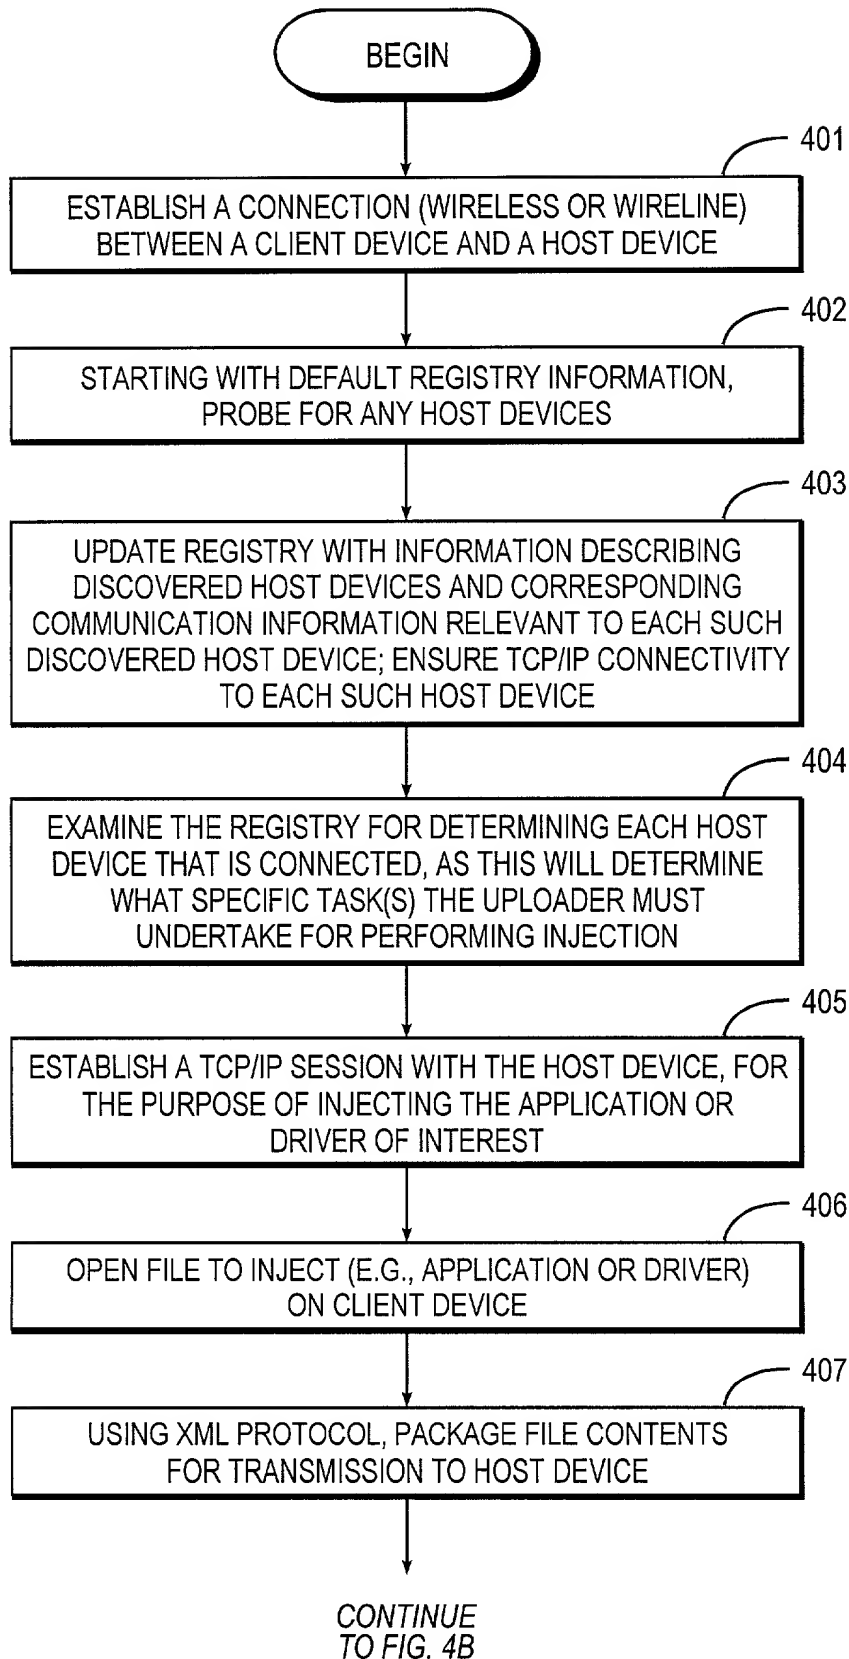 BEGIN
401
ESTABLISH A CONNECTION (WIRELESS OR WIRELINE)
BETWEEN A CLIENT DEVICE AND A HOST DEVICE
402
STARTING WITH DEFAULT REGISTRY INFORMATION,
PROBE FOR ANY HOST DEVICES
403
UPDATE REGISTRY WITH INFORMATION DESCRIBING
DISCOVERED HOST DEVICES AND CORRESPONDING
COMMUNICATION INFORMATION RELEVANT TO EACH SUCH
DISCOVERED HOST DEVICE; ENSURE TCP/IP CONNECTIVITY
TO EACH SUCH HOST DEVICE
404
EXAMINE THE REGISTRY FOR DETERMINING EACH HOST
DEVICE THAT IS CONNECTED, AS THIS WILL DETERMINE
WHAT SPECIFIC TASK(S) THE UPLOADER MUST
UNDERTAKE FOR PERFORMING INJECTION
405
ESTABLISH A TCP/IP SESSION WITH THE HOST DEVICE, FOR
THE PURPOSE OF INJECTING THE APPLICATION OR
DRIVER OF INTEREST
406
OPEN FILE TO INJECT (E.G., APPLICATION OR DRIVER)
ON CLIENT DEVICE
407
USING XML PROTOCOL, PACKAGE FILE CONTENTS
FOR TRANSMISSION TO HOST DEVICE
CONTINUE
TO FIG. 4B